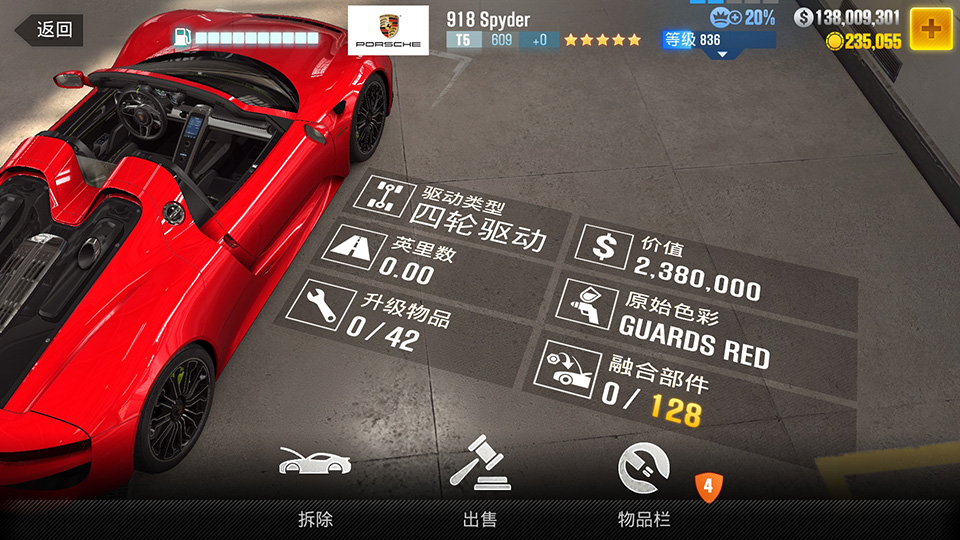 返回
PORSCHE
918 Spyder
T5 609 +0
等级 836
20%
138,009,301
235,055
驱动类型
四轮驱动
英里数
0.00
升级物品
0/42
价值
2,380,000
原始色彩
GUARDS RED
融合部件
0/128
拆除
出售
物品栏
4